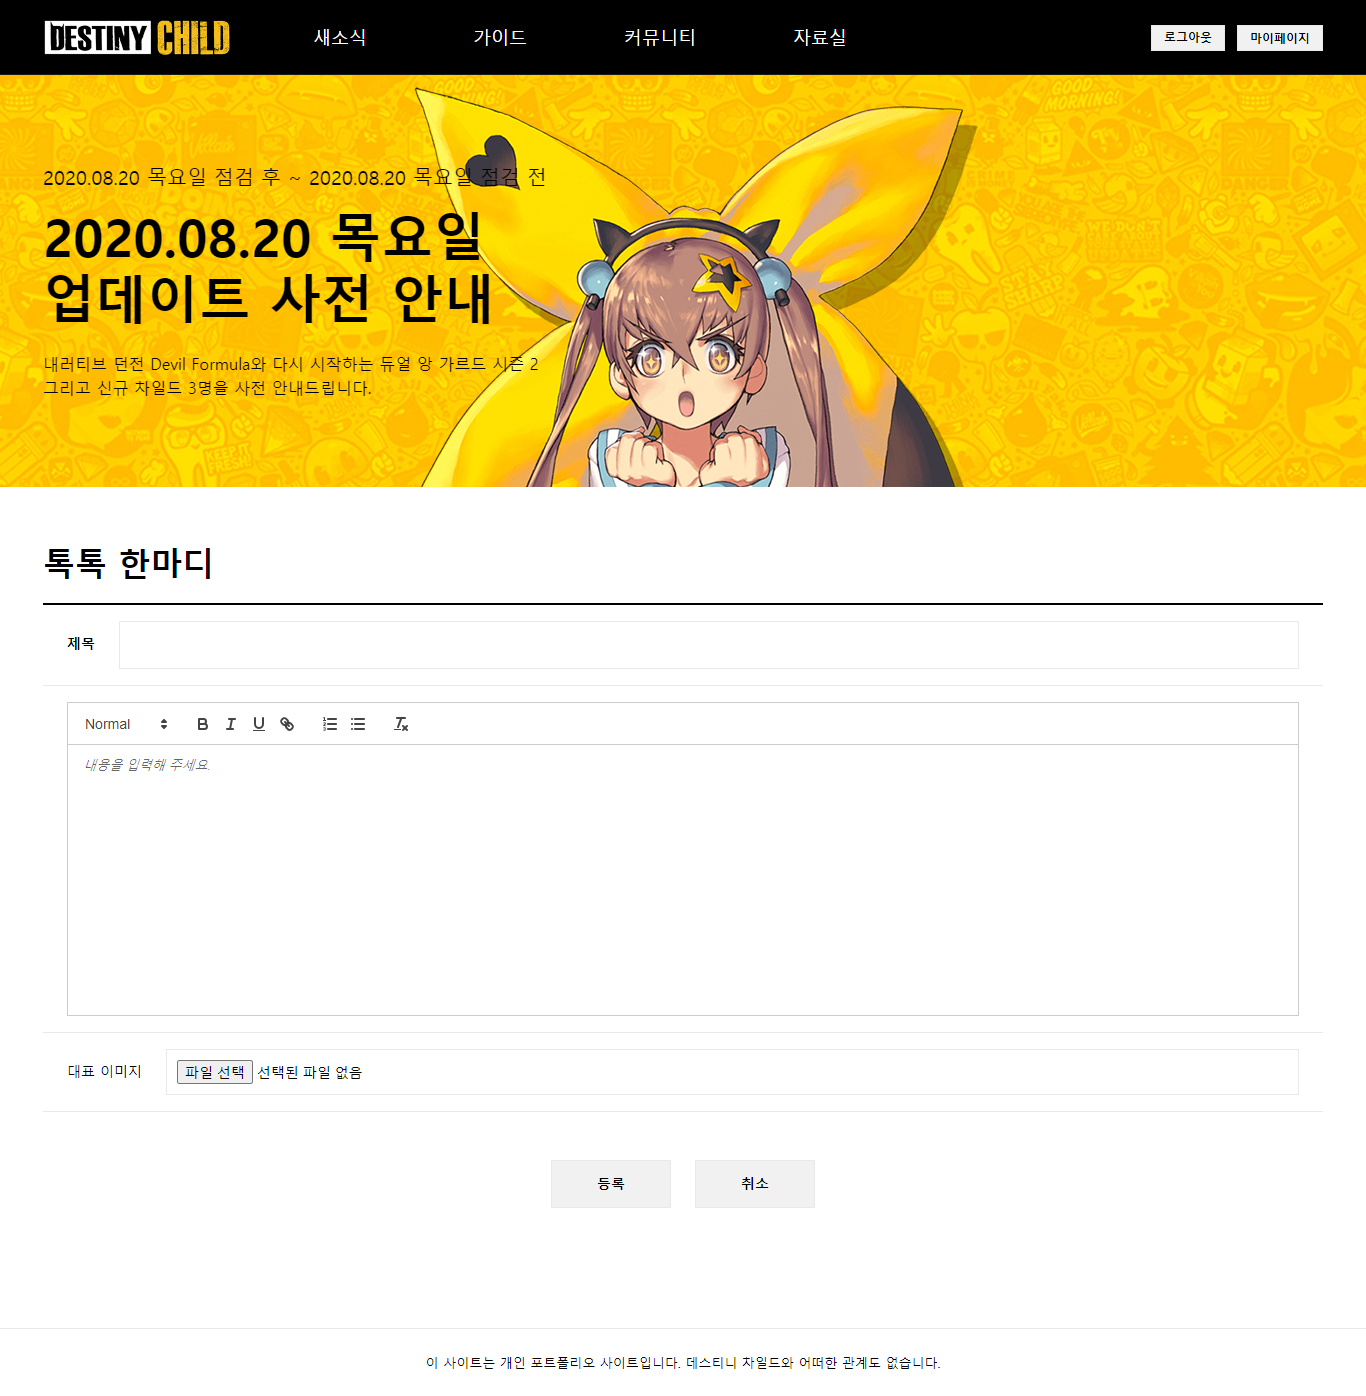 DESTINY CHILD
새소식
가이드
커뮤니티
자료실
로그아웃
마이페이지
GOOD MORNING!
2020.08.20 목요일 점검 후 ~ 2020.08.20 목요일 점검 전
2020.08.20 목요일
업데이트 사전 안내
WE DON'T
내러티브 던전 Devil Formula와 다시 시작하는 듀얼 앙 가르드 시즌 2
그리고 신규 차일드 3명을 사전 안내드립니다.
KEEP IT FRESH!
톡톡 한마디
제목
Normal
내용을 입력해 주세요.
대표 이미지
파일 선택 선택된 파일 없음
등록
취소
이 사이트는 개인 포트폴리오 사이트입니다. 데스티니 차일드와 어떠한 관계도 없습니다.